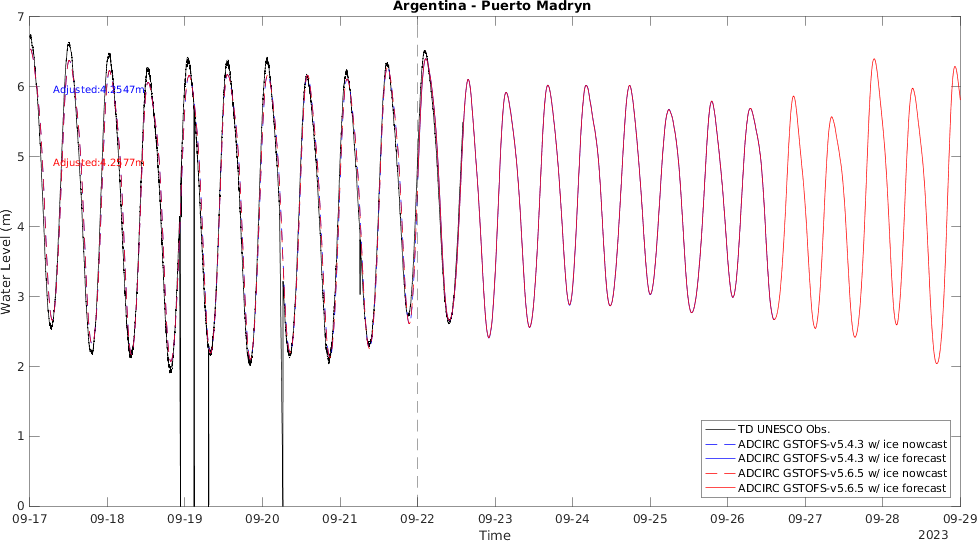 Argentina - Puerto Madryn
7
6
5
4
3
2
1
0
Water Level (m)
Adjusted:4.2547m
Adjusted:4.2577m
TD UNESCO Obs.
ADCIRC GSTOFS-v5.4.3 w/ ice nowcast
ADCIRC GSTOFS-v5.4.3 w/ ice forecast
ADCIRC GSTOFS-v5.6.5 w/ ice nowcast
ADCIRC GSTOFS-v5.6.5 w/ ice forecast
09-17 09-18 09-19 09-20 09-21 09-22 09-23 09-24 09-25 09-26 09-27 09-28 09-29
Time
2023